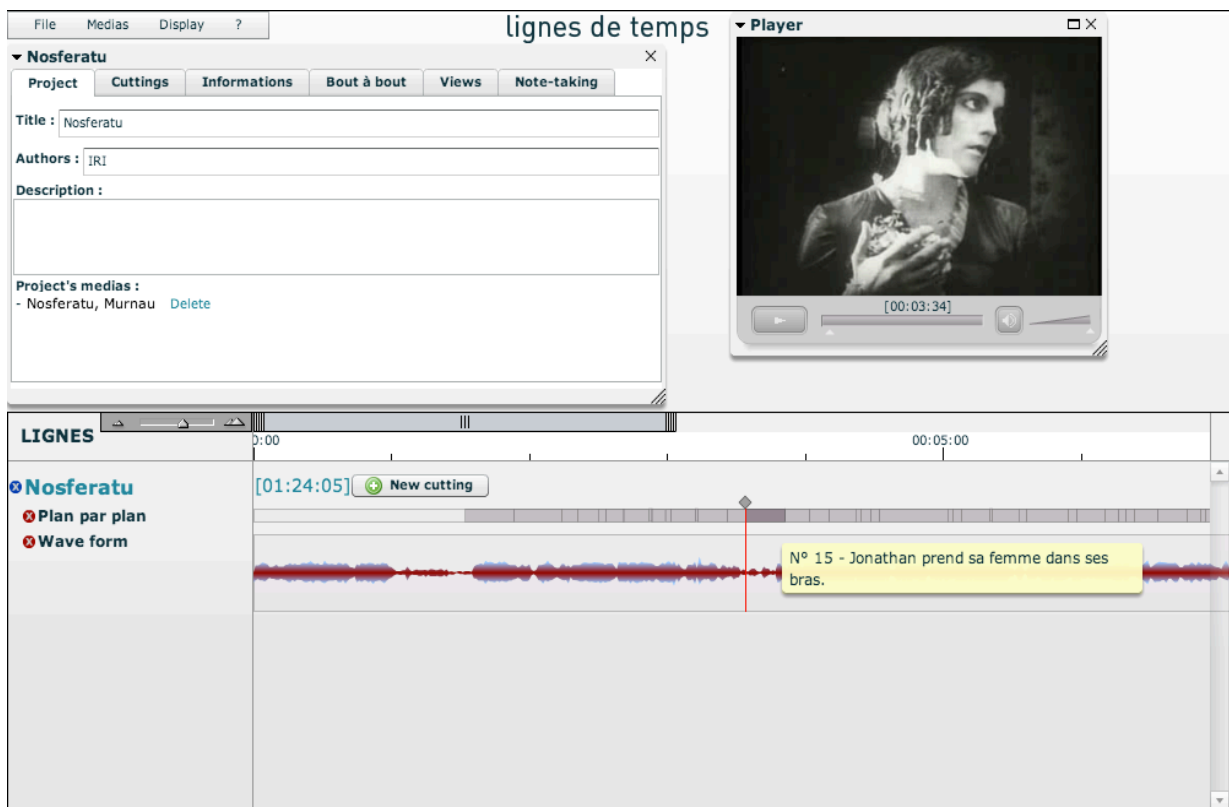 File Medias Display ?
lignes de temps
Nosferatu
Project Cuttings Informations Bout à bout Views Note-taking
Title : Nosferatu
Authors : IRI
Description :
Project's medias :
- Nosferatu, Murnau Delete
Player
[00:03:34]
LIGNES
0:00 00:05:00
Nosferatu [01:24:05] New cutting
Plan par plan
Wave form
N° 15 - Jonathan prend sa femme dans ses
bras.